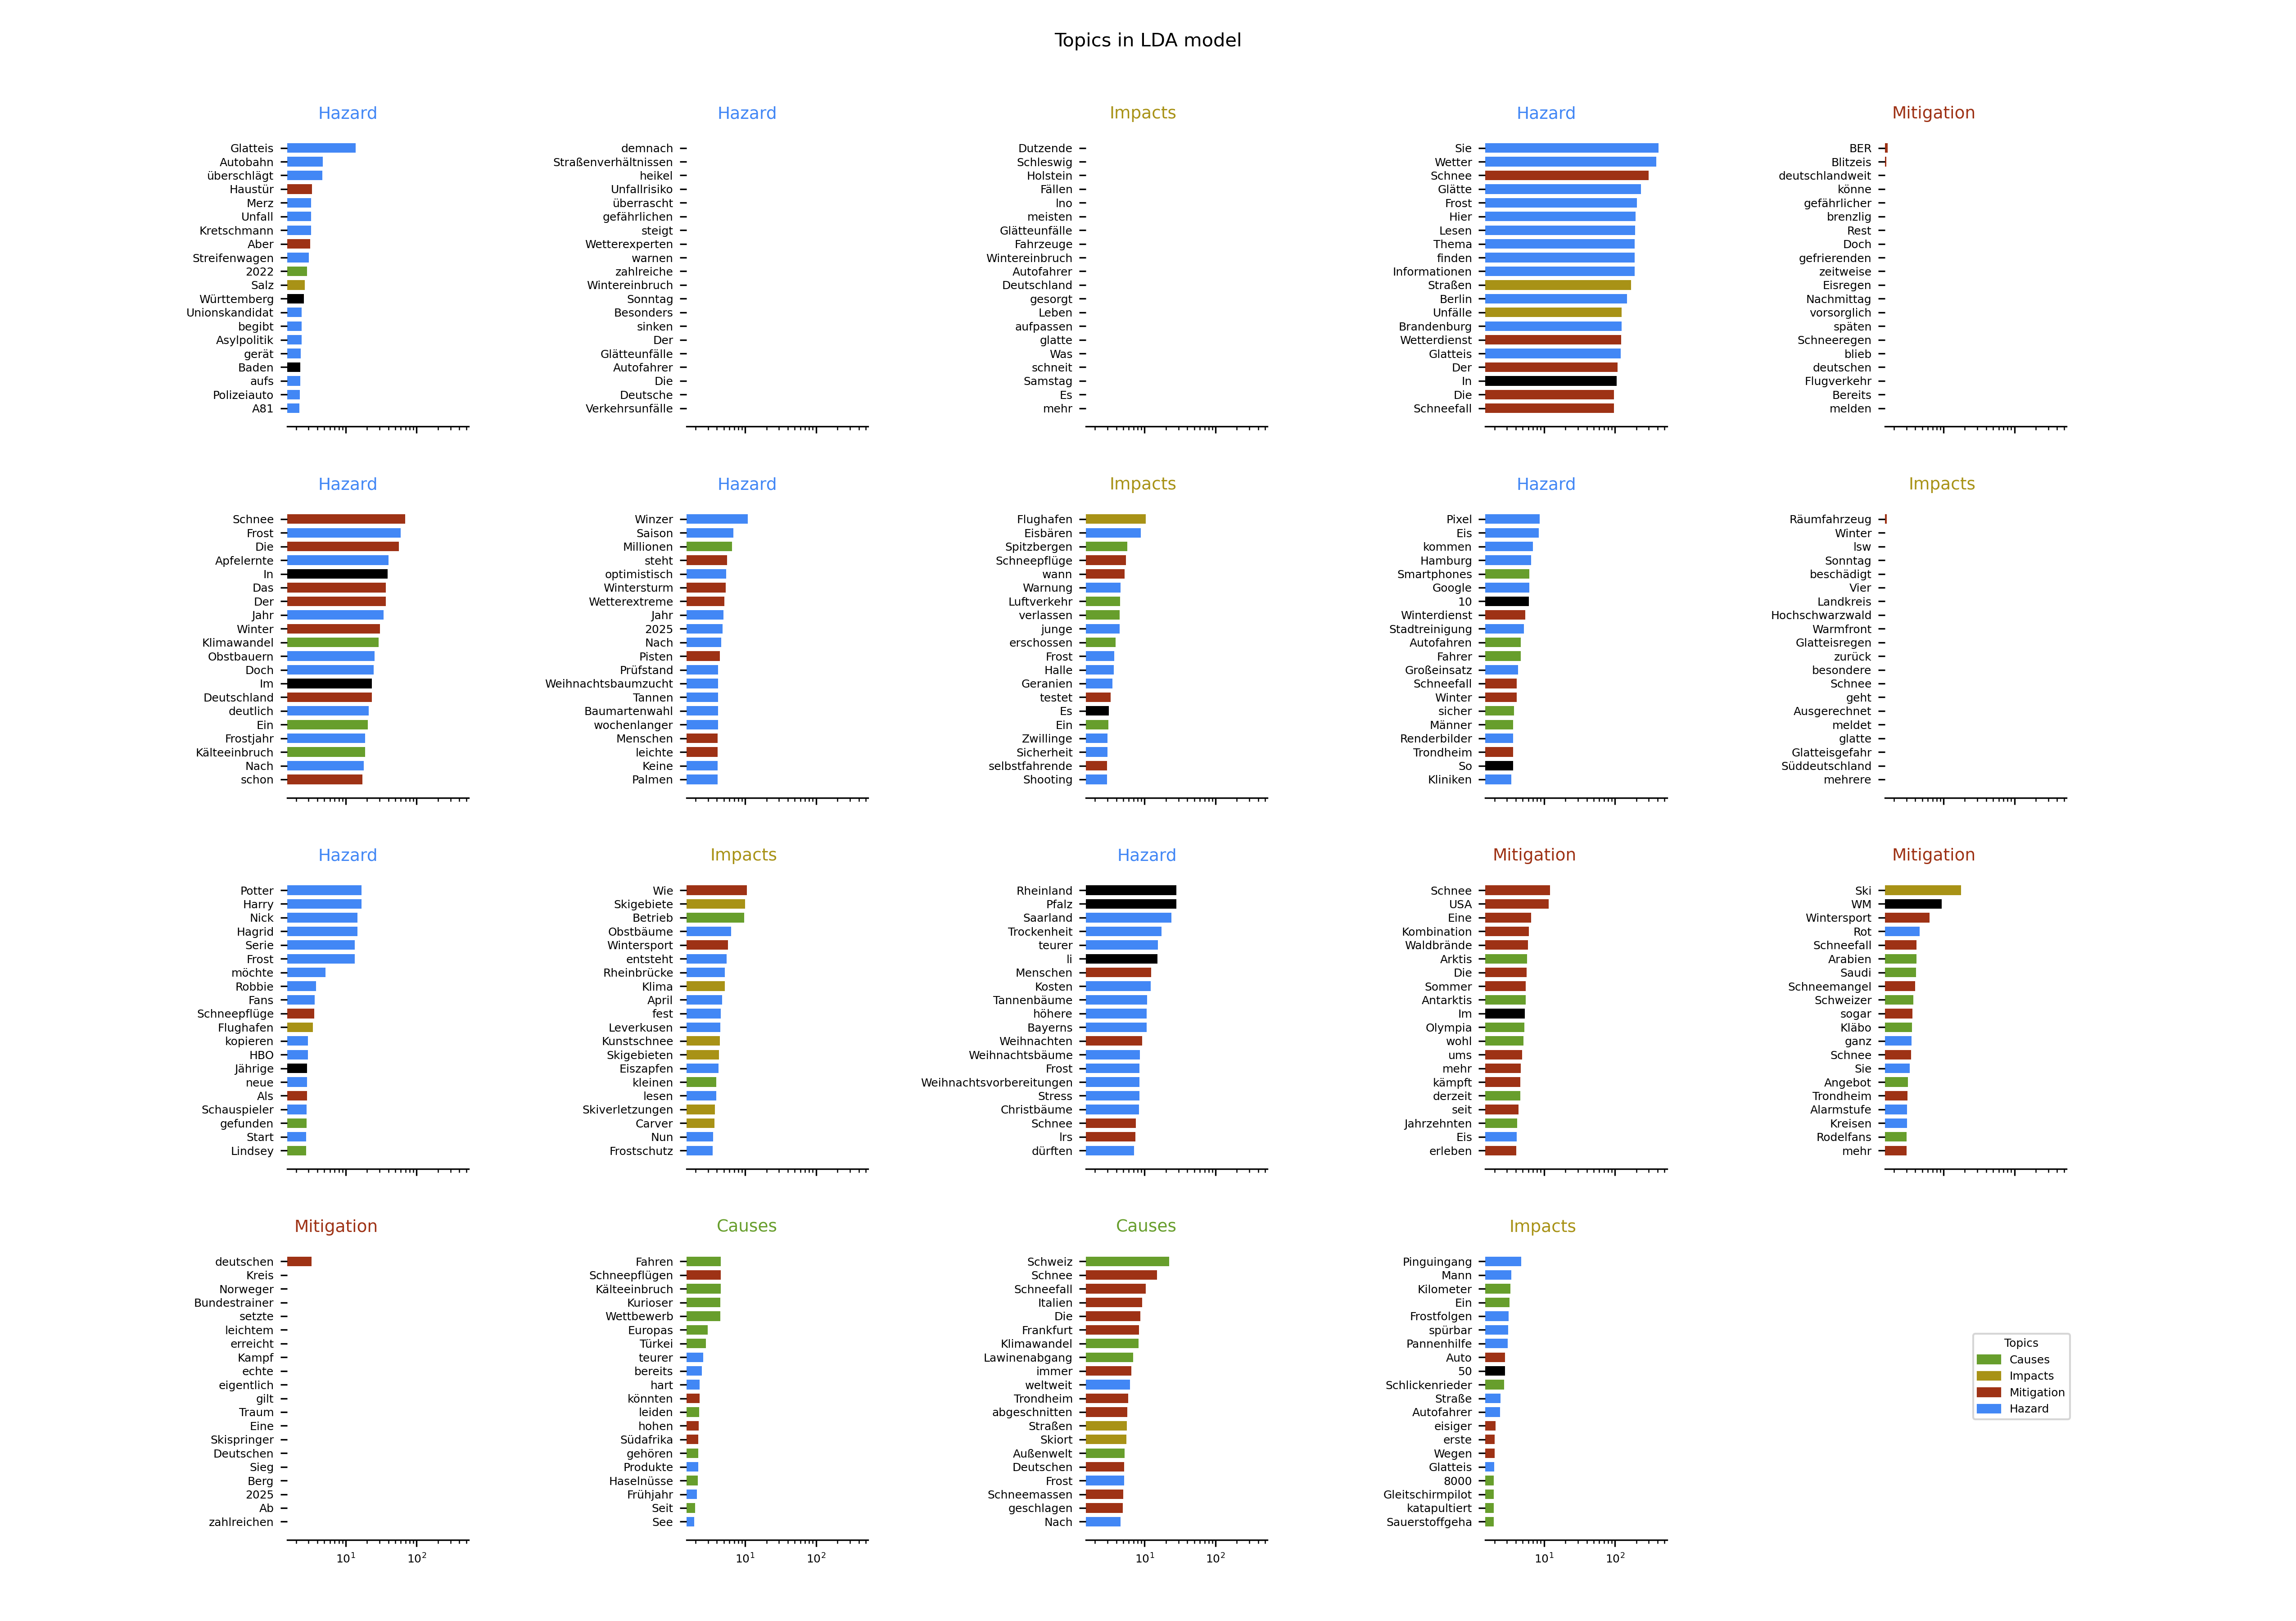 Topics in LDA model
Hazard
Glatteis
Autobahn
überschlägt
Haustür
Merz
Unfall
Kretschmann
Aber
Streifenwagen
2022
Salz
Württemberg
Unionskandidat
begibt
Asylpolitik
gerät
Baden
aufs
Polizeiauto
A81
Hazard
demnach
Straßenverhältnissen
heikel
Unfallrisiko
überrascht
gefährlichen
steigt
Wetterexperten
warnen
zahlreiche
Wintereinbruch
Sonntag
Besonders
sinken
Der
Glätteunfälle
Autofahrer
Die
Deutsche
Verkehrsunfälle
Impacts
Dutzende
Schleswig
Holstein
Fällen
lno
meisten
Glätteunfälle
Fahrzeuge
Wintereinbruch
Autofahrer
Deutschland
gesorgt
Leben
aufpassen
glatte
Was
schneit
Samstag
Es
mehr
Hazard
Sie
Wetter
Schnee
Glätte
Frost
Hier
Lesen
Thema
finden
Informationen
Straßen
Berlin
Unfälle
Brandenburg
Wetterdienst
Glatteis
Der
In
Die
Schneefall
Mitigation
BER
Blitzeis
deutschlandweit
könne
gefährlicher
brenzlig
Rest
Doch
gefrierenden
zeitweise
Eisregen
Nachmittag
vorsorglich
späten
Schneeregen
blieb
deutschen
Flugverkehr
Bereits
melden
Hazard
Schnee
Frost
Die
Apfelernte
In
Das
Der
Jahr
Winter
Klimawandel
Obstbauern
Doch
Im
Deutschland
deutlich
Ein
Frostjahr
Kälteeinbruch
Nach
schon
Hazard
Winzer
Saison
Millionen
steht
optimistisch
Wintersturm
Wetterextreme
Jahr
2025
Nach
Pisten
Prüfstand
Weihnachtsbaumzucht
Tannen
Baumartenwahl
wochenlanger
Menschen
leichte
Keine
Palmen
Impacts
Flughafen
Eisbären
Spitzbergen
Schneepflüge
wann
Warnung
Luftverkehr
verlassen
junge
erschossen
Frost
Halle
Geranien
testet
Es
Ein
Zwillinge
Sicherheit
selbstfahrende
Shooting
Hazard
Pixel
Eis
kommen
Hamburg
Smartphones
Google
10
Winterdienst
Stadtreinigung
Autofahren
Fahrer
Großeinsatz
Schneefall
Winter
sicher
Männer
Renderbilder
Trondheim
So
Kliniken
Impacts
Räumfahrzeug
Winter
lsw
Sonntag
beschädigt
Vier
Landkreis
Hochschwarzwald
Warmfront
Glatteisregen
zurück
besondere
Schnee
geht
Ausgerechnet
meldet
glatte
Glatteisgefahr
Süddeutschland
mehrere
Hazard
Potter
Harry
Nick
Hagrid
Serie
Frost
möchte
Robbie
Fans
Schneepflüge
Flughafen
kopieren
HBO
Jährige
neue
Als
Schauspieler
gefunden
Start
Lindsey
Impacts
Wie
Skigebiete
Betrieb
Obstbäume
Wintersport
entsteht
Rheinbrücke
Klima
April
fest
Leverkusen
Kunstschnee
Skigebieten
Eiszapfen
kleinen
lesen
Skiverletzungen
Carver
Nun
Frostschutz
Hazard
Rheinland
Pfalz
Saarland
Trockenheit
teurer
li
Menschen
Kosten
Tannenbäume
höhere
Bayerns
Weihnachten
Weihnachtsbäume
Frost
Weihnachtsvorbereitungen
Stress
Christbäume
Schnee
lrs
dürften
Mitigation
Schnee
USA
Eine
Kombination
Waldbrände
Arktis
Die
Sommer
Antarktis
Im
Olympia
wohl
ums
mehr
kämpft
derzeit
seit
Jahrzehnten
Eis
erleben
Mitigation
Ski
WM
Wintersport
Rot
Schneefall
Arabien
Saudi
Schneemangel
Schweizer
sogar
Kläbo
ganz
Schnee
Sie
Angebot
Trondheim
Alarmstufe
Kreisen
Rodelfans
mehr
Mitigation
deutschen
Kreis
Norweger
Bundestrainer
setzte
leichtem
erreicht
Kampf
echte
eigentlich
gilt
Traum
Eine
Skispringer
Deutschen
Sieg
Berg
2025
Ab
zahlreichen
10¹ 10²
Causes
Fahren
Schneepflügen
Kälteeinbruch
Kurioser
Wettbewerb
Europas
Türkei
teurer
bereits
hart
könnten
leiden
hohen
Südafrika
gehören
Produkte
Haselnüsse
Frühjahr
Seit
See
10¹ 10²
Causes
Schweiz
Schnee
Schneefall
Italien
Die
Frankfurt
Klimawandel
Lawinenabgang
immer
weltweit
Trondheim
abgeschnitten
Straßen
Skiort
Außenwelt
Deutschen
Frost
Schneemassen
geschlagen
Nach
10¹ 10²
Impacts
Pinguingang
Mann
Kilometer
Ein
Frostfolgen
spürbar
Pannenhilfe
Auto
50
Schlickenrieder
Straße
Autofahrer
eisiger
erste
Wegen
Glatteis
8000
Gleitschirmpilot
katapultiert
Sauerstoffgeha
10¹ 10²
Topics
Causes
Impacts
Mitigation
Hazard